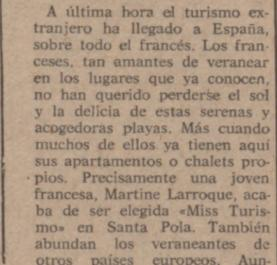 A última hora el turismo ex-
tranjero ha llegado a España,
sobre todo el francés. Los fran-
ceses, tan amantes de veranear
en los lugares que ya conocen,
no han querido perderse el sol
y la delicia de estas serenas y
acogedoras playas. Más cuando
muchos de ellos ya tienen aquí
sus apartamentos o chalets pro-
pios. Precisamente una joven
francesa, Martine Larroque, aca-
ba de ser elegida «Miss Turis-
mo» en Santa Pola. También
abundan los veraneantes de
otros países europeos. Aun-